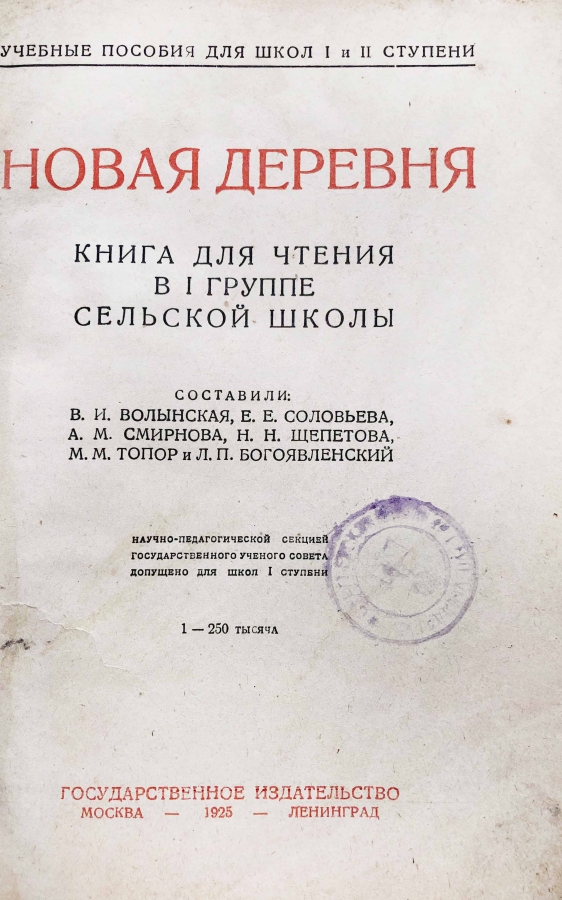 УЧЕБНЫЕ ПОСОБИЯ ДЛЯ ШКОЛ I и II СТУПЕНИ
НОВАЯ ДЕРЕВНЯ
КНИГА ДЛЯ ЧТЕНИЯ
В I ГРУППЕ
СЕЛЬСКОЙ ШКОЛЫ
СОСТАВИЛИ:
В. И. ВОЛЫНСКАЯ, Е. Е. СОЛОВЬЕВА,
А. М. СМИРНОВА, Н. Н. ЩЕПЕТОВА,
М. М. ТОПОР и Л. П. БОГОЯВЛЕНСКИЙ
НАУЧНО-ПЕДАГОГИЧЕСКОЙ СЕКЦИЕЙ
ГОСУДАРСТВЕННОГО УЧЕНОГО СОВЕТА
ДОПУЩЕНО ДЛЯ ШКОЛ I СТУПЕНИ
1 — 250 ТЫСЯЧА
ГОСУДАРСТВЕННОЕ ИЗДАТЕЛЬСТВО
МОСКВА — 1925 — ЛЕНИНГРАД